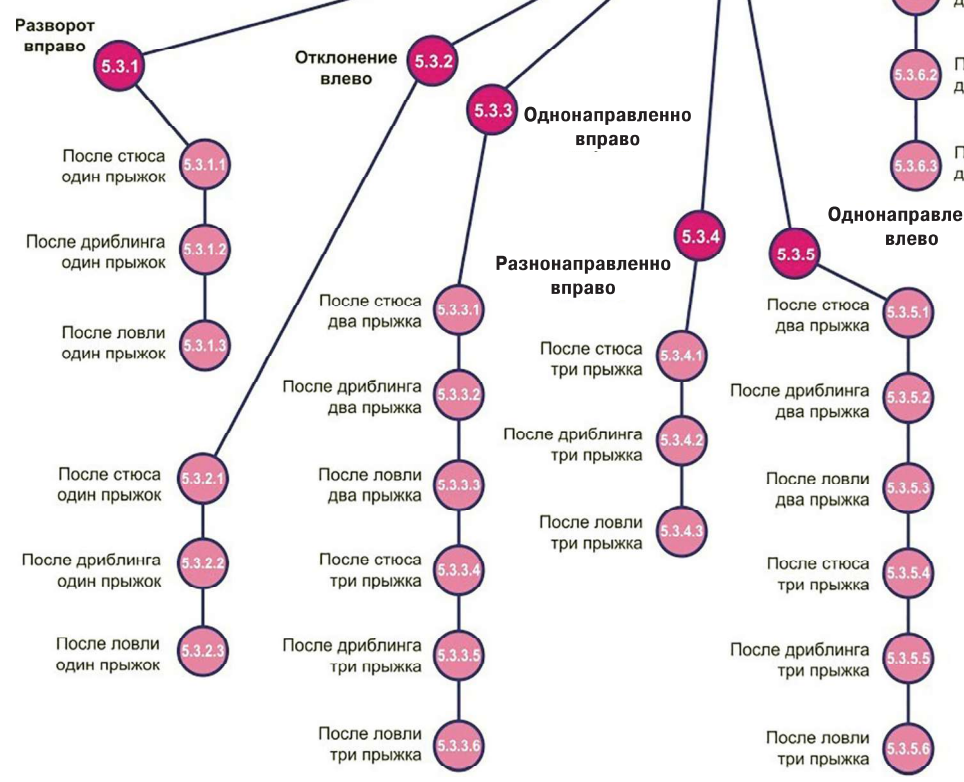 Разворот
вправо
5.3.1
После стюса
один прыжок
5.3.1.1
После дриблинга
один прыжок
5.3.1.2
После ловли
один прыжок
5.3.1.3
Отклонение
влево
5.3.2
После стюса
один прыжок
5.3.2.1
После дриблинга
один прыжок
5.3.2.2
После ловли
один прыжок
5.3.2.3
5.3.3
Однонаправленно
вправо
После стюса
два прыжка
5.3.3.1
После дриблинга
два прыжка
5.3.3.2
После ловли
два прыжка
5.3.3.3
После стюса
три прыжка
5.3.3.4
После дриблинга
три прыжка
5.3.3.5
После ловли
три прыжка
5.3.3.6
5.3.4
Разнонаправленно
вправо
После стюса
три прыжка
5.3.4.1
После дриблинга
три прыжка
5.3.4.2
После ловли
три прыжка
5.3.4.3
Однонаправле
влево
5.3.5
После стюса
два прыжка
5.3.5.1
После дриблинга
два прыжка
5.3.5.2
После ловли
два прыжка
5.3.5.3
После стюса
три прыжка
5.3.5.4
После дриблинга
три прыжка
5.3.5.5
После ловли
три прыжка
5.3.5.6
5.3.6.2
5.3.6.3